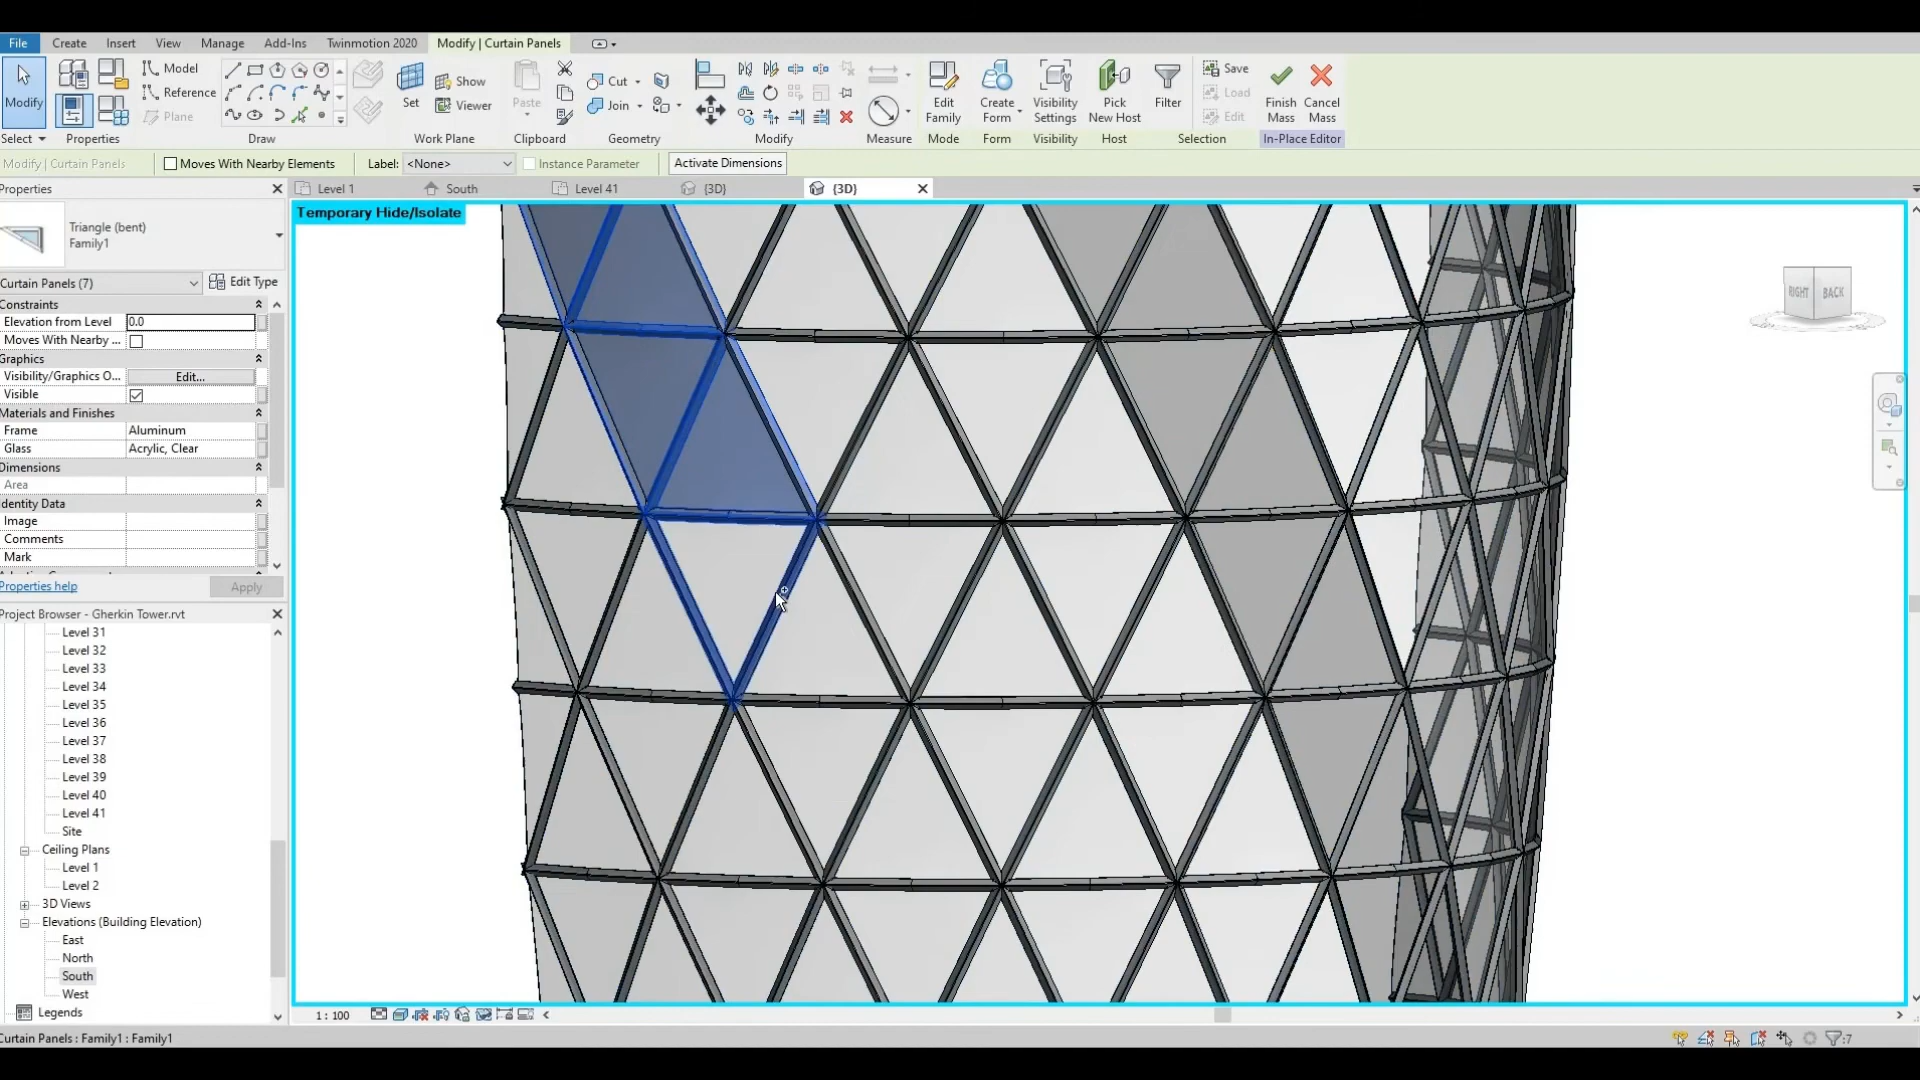 File Create Insert View Manage Add-Ins Twinmotion 2020 Modify | Curtain Panels
Modify
Select
Properties
Model
Reference
Plane
Draw
Set
Show
Viewer
Work Plane
Paste
Clipboard
Cut
Join
Geometry
Modify
Measure
Edit
Family
Mode
Create
Form
Form
Visibility
Settings
Visibility
Pick
New Host
Host
Filter
Save
Load
Edit
Selection
Finish
Mass
Cancel
Mass
In-Place Editor
Modify | Curtain Panels
Moves With Nearby Elements
Label: <None>
Instance Parameter
Activate Dimensions
Properties
Level 1
South
Level 41
{3D}
{3D}
Temporary Hide/Isolate
RIGHT
BACK
Triangle (bent)
Family1
Curtain Panels (7)
Edit Type
Constraints
Elevation from Level 0.0
Moves With Nearby ...
Graphics
Visibility/Graphics O... Edit...
Visible
Materials and Finishes
Frame Aluminum
Glass Acrylic, Clear
Dimensions
Area
Identity Data
Image
Comments
Mark
Properties help
Apply
Project Browser - Gherkin Tower.rvt
Level 31
Level 32
Level 33
Level 34
Level 35
Level 36
Level 37
Level 38
Level 39
Level 40
Level 41
Site
Ceiling Plans
Level 1
Level 2
3D Views
Elevations (Building Elevation)
East
North
South
West
Legends
1 : 100
Curtain Panels : Family1 : Family1
:7